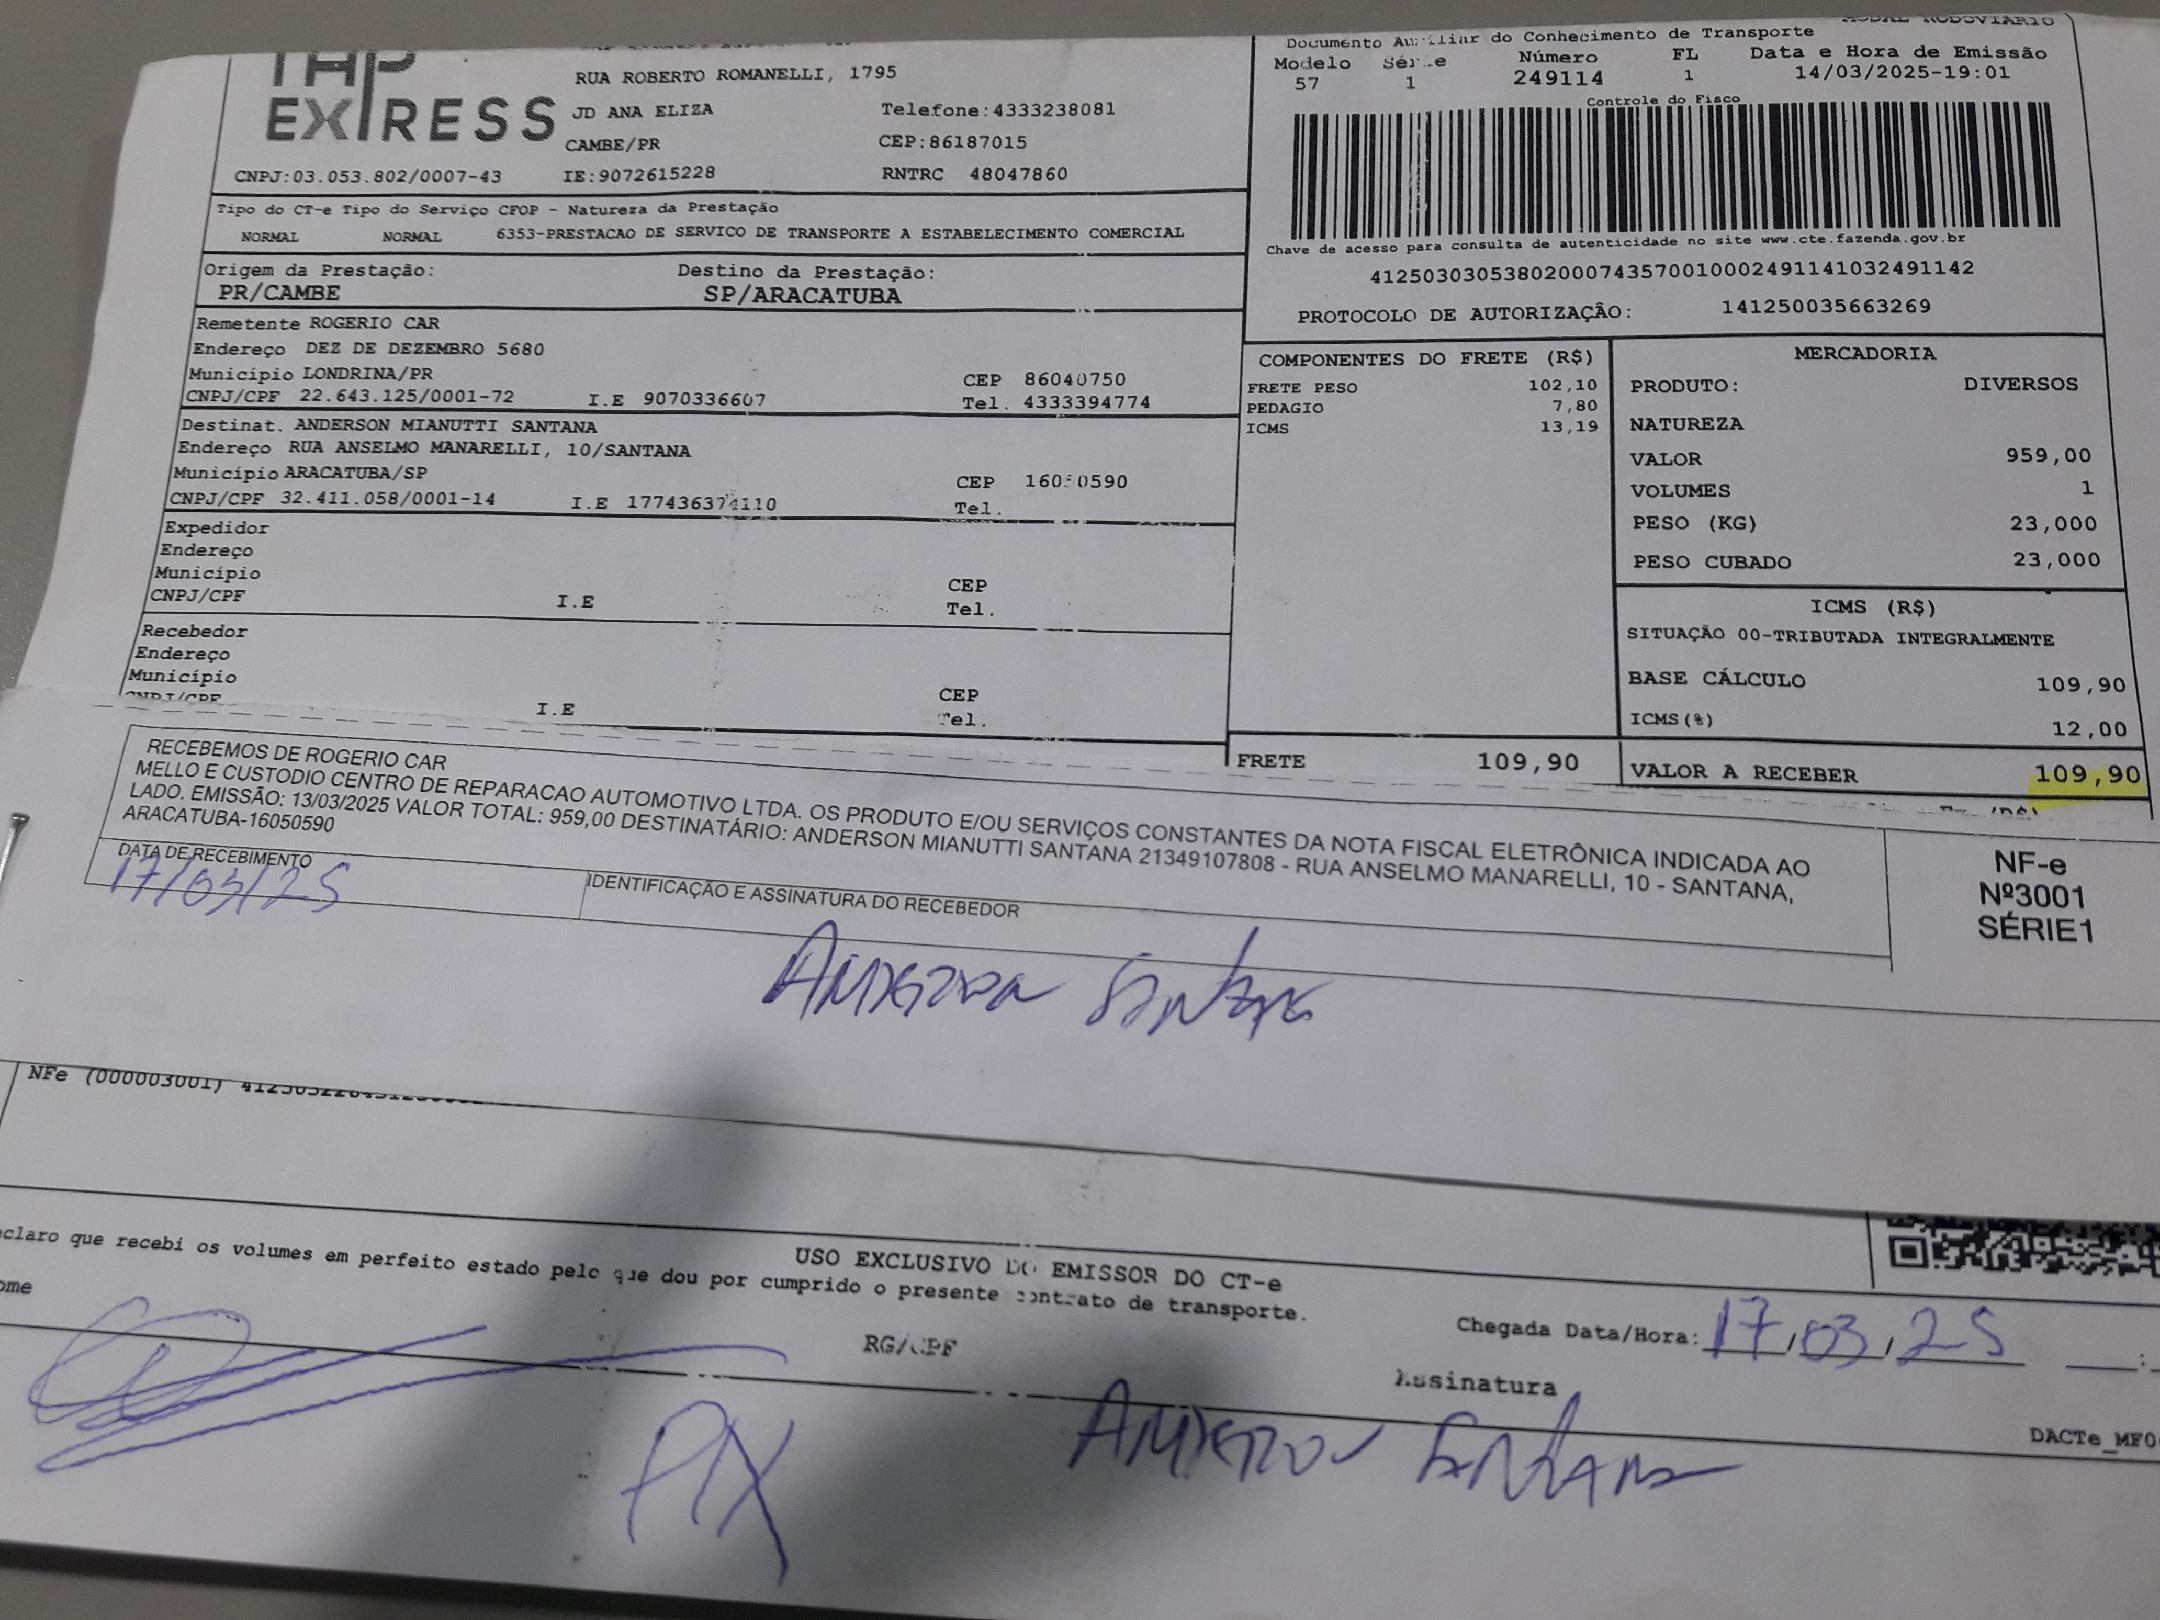 EXPRESS
RUA ROBERTO ROMANELLI, 1795
JD ANA ELIZA
Telefone:4333238081
CAMBE/PR
CEP:86187015
CNPJ:03.053.802/0007-43 IE:9072615228
RNTRC 48047860
MODAL RODOVIÁRIO
Documento Auxiliar do Conhecimento de Transporte
Modelo Série Número FL Data e Hora de Emissão
57 1 249114 1 14/03/2025-19:01
Controle do Fisco
Chave de acesso para consulta de autenticidade no site www.cte.fazenda.gov.br
41250303053802000743570010002491141032491142
PROTOCOLO DE AUTORIZAÇÃO: 141250035663269
Tipo do CT-e Tipo do Serviço CFOP - Natureza da Prestação
NORMAL NORMAL 6353-PRESTACAO DE SERVICO DE TRANSPORTE A ESTABELECIMENTO COMERCIAL
Origem da Prestação: Destino da Prestação:
PR/CAMBE SP/ARACATUBA
Remetente ROGERIO CAR
Endereço DEZ DE DEZEMBRO 5680
Município LONDRINA/PR CEP 86040750
CNPJ/CPF 22.643.125/0001-72 I.E 9070336607 Tel. 4333394774
Destinat. ANDERSON MIANUTTI SANTANA
Endereço RUA ANSELMO MANARELLI, 10/SANTANA
Município ARACATUBA/SP CEP 16050590
CNPJ/CPF 32.411.058/0001-14 I.E 177436374110 Tel.
Expedidor
Endereço
Município CEP
CNPJ/CPF I.E Tel.
Recebedor
Endereço
Município CEP
CNPJ/CPF I.E Tel.
COMPONENTES DO FRETE (R$)
FRETE PESO 102,10
PEDAGIO 7,80
ICMS 13,19
FRETE 109,90
MERCADORIA
PRODUTO: DIVERSOS
NATUREZA
VALOR 959,00
VOLUMES 1
PESO (KG) 23,000
PESO CUBADO 23,000
ICMS (R$)
SITUAÇÃO 00-TRIBUTADA INTEGRALMENTE
BASE CÁLCULO 109,90
ICMS(%) 12,00
VALOR A RECEBER 109,90
RECEBEMOS DE ROGERIO CAR
MELLO E CUSTODIO CENTRO DE REPARACAO AUTOMOTIVO LTDA. OS PRODUTO E/OU SERVIÇOS CONSTANTES DA NOTA FISCAL ELETRÔNICA INDICADA AO
LADO. EMISSÃO: 13/03/2025 VALOR TOTAL: 959,00 DESTINATÁRIO: ANDERSON MIANUTTI SANTANA 21349107808 - RUA ANSELMO MANARELLI, 10 - SANTANA,
ARACATUBA-16050590
DATA DE RECEBIMENTO
17/03/25
IDENTIFICAÇÃO E ASSINATURA DO RECEBEDOR
NF-e
Nº3001
SÉRIE1
Anderson Santana
NFe (000003001)
USO EXCLUSIVO DO EMISSOR DO CT-e
eclaro que recebi os volumes em perfeito estado pelo que dou por cumprido o presente contrato de transporte.
ome
RG/CPF
Chegada Data/Hora: 17/03/25 :
Assinatura
PIX
Anderson Santana
DACTe_MF0